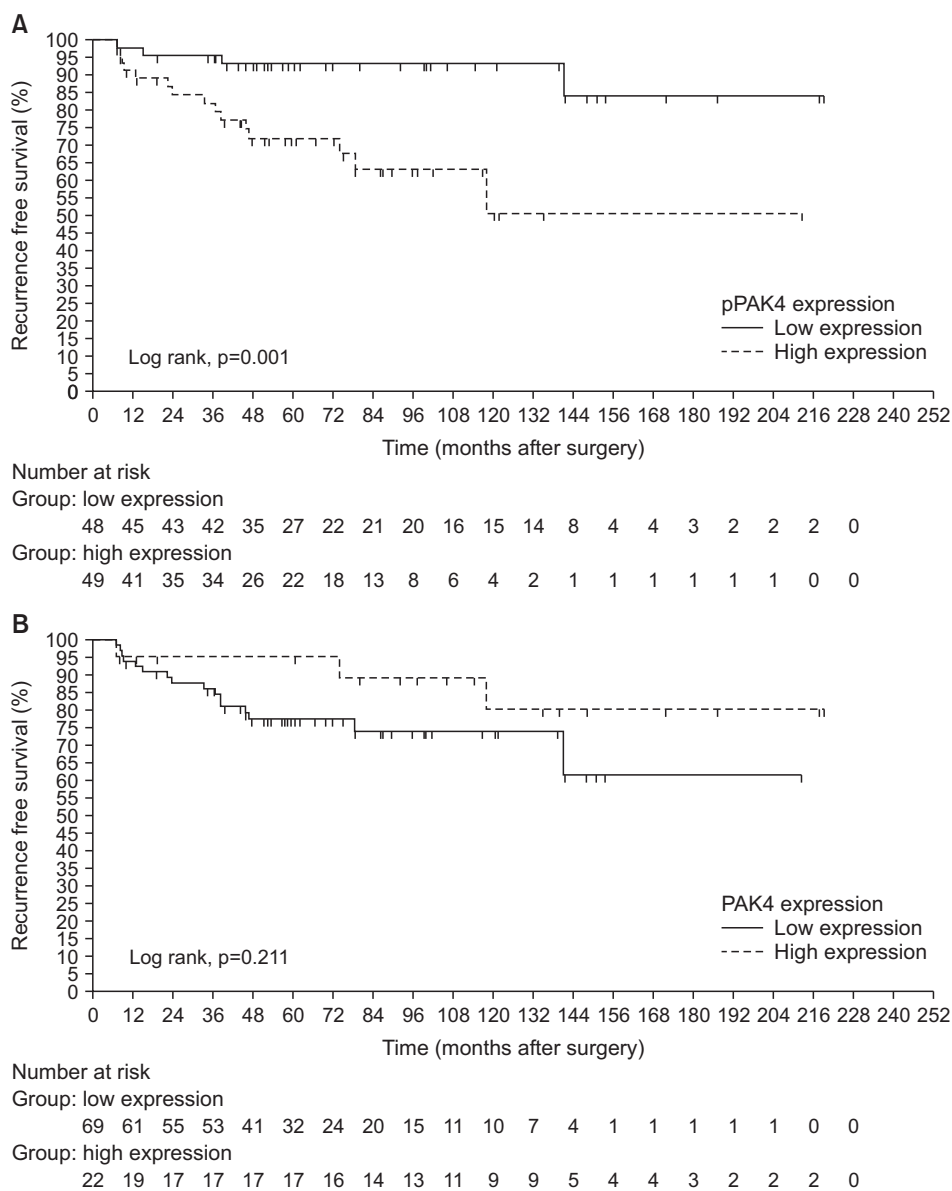 A
100
95
90
85
80
75
70
65
60
55
50
45
40
35
30
25
20
15
10
5
0
Recurrence free survival (%)
pPAK4 expression
Low expression
High expression
Log rank, p=0.001
0 12 24 36 48 60 72 84 96 108 120 132 144 156 168 180 192 204 216 228 240 252
Time (months after surgery)
Number at risk
Group: low expression
48 45 43 42 35 27 22 21 20 16 15 14 8 4 4 3 2 2 2 0
Group: high expression
49 41 35 34 26 22 18 13 8 6 4 2 1 1 1 1 1 1 0 0
B
100
95
90
85
80
75
70
65
60
55
50
45
40
35
30
25
20
15
10
5
0
Recurrence free survival (%)
PAK4 expression
Low expression
High expression
Log rank, p=0.211
0 12 24 36 48 60 72 84 96 108 120 132 144 156 168 180 192 204 216 228 240 252
Time (months after surgery)
Number at risk
Group: low expression
69 61 55 53 41 32 24 20 15 11 10 7 4 1 1 1 1 1 0 0
Group: high expression
22 19 17 17 17 17 16 14 13 11 9 9 5 4 4 3 2 2 2 0